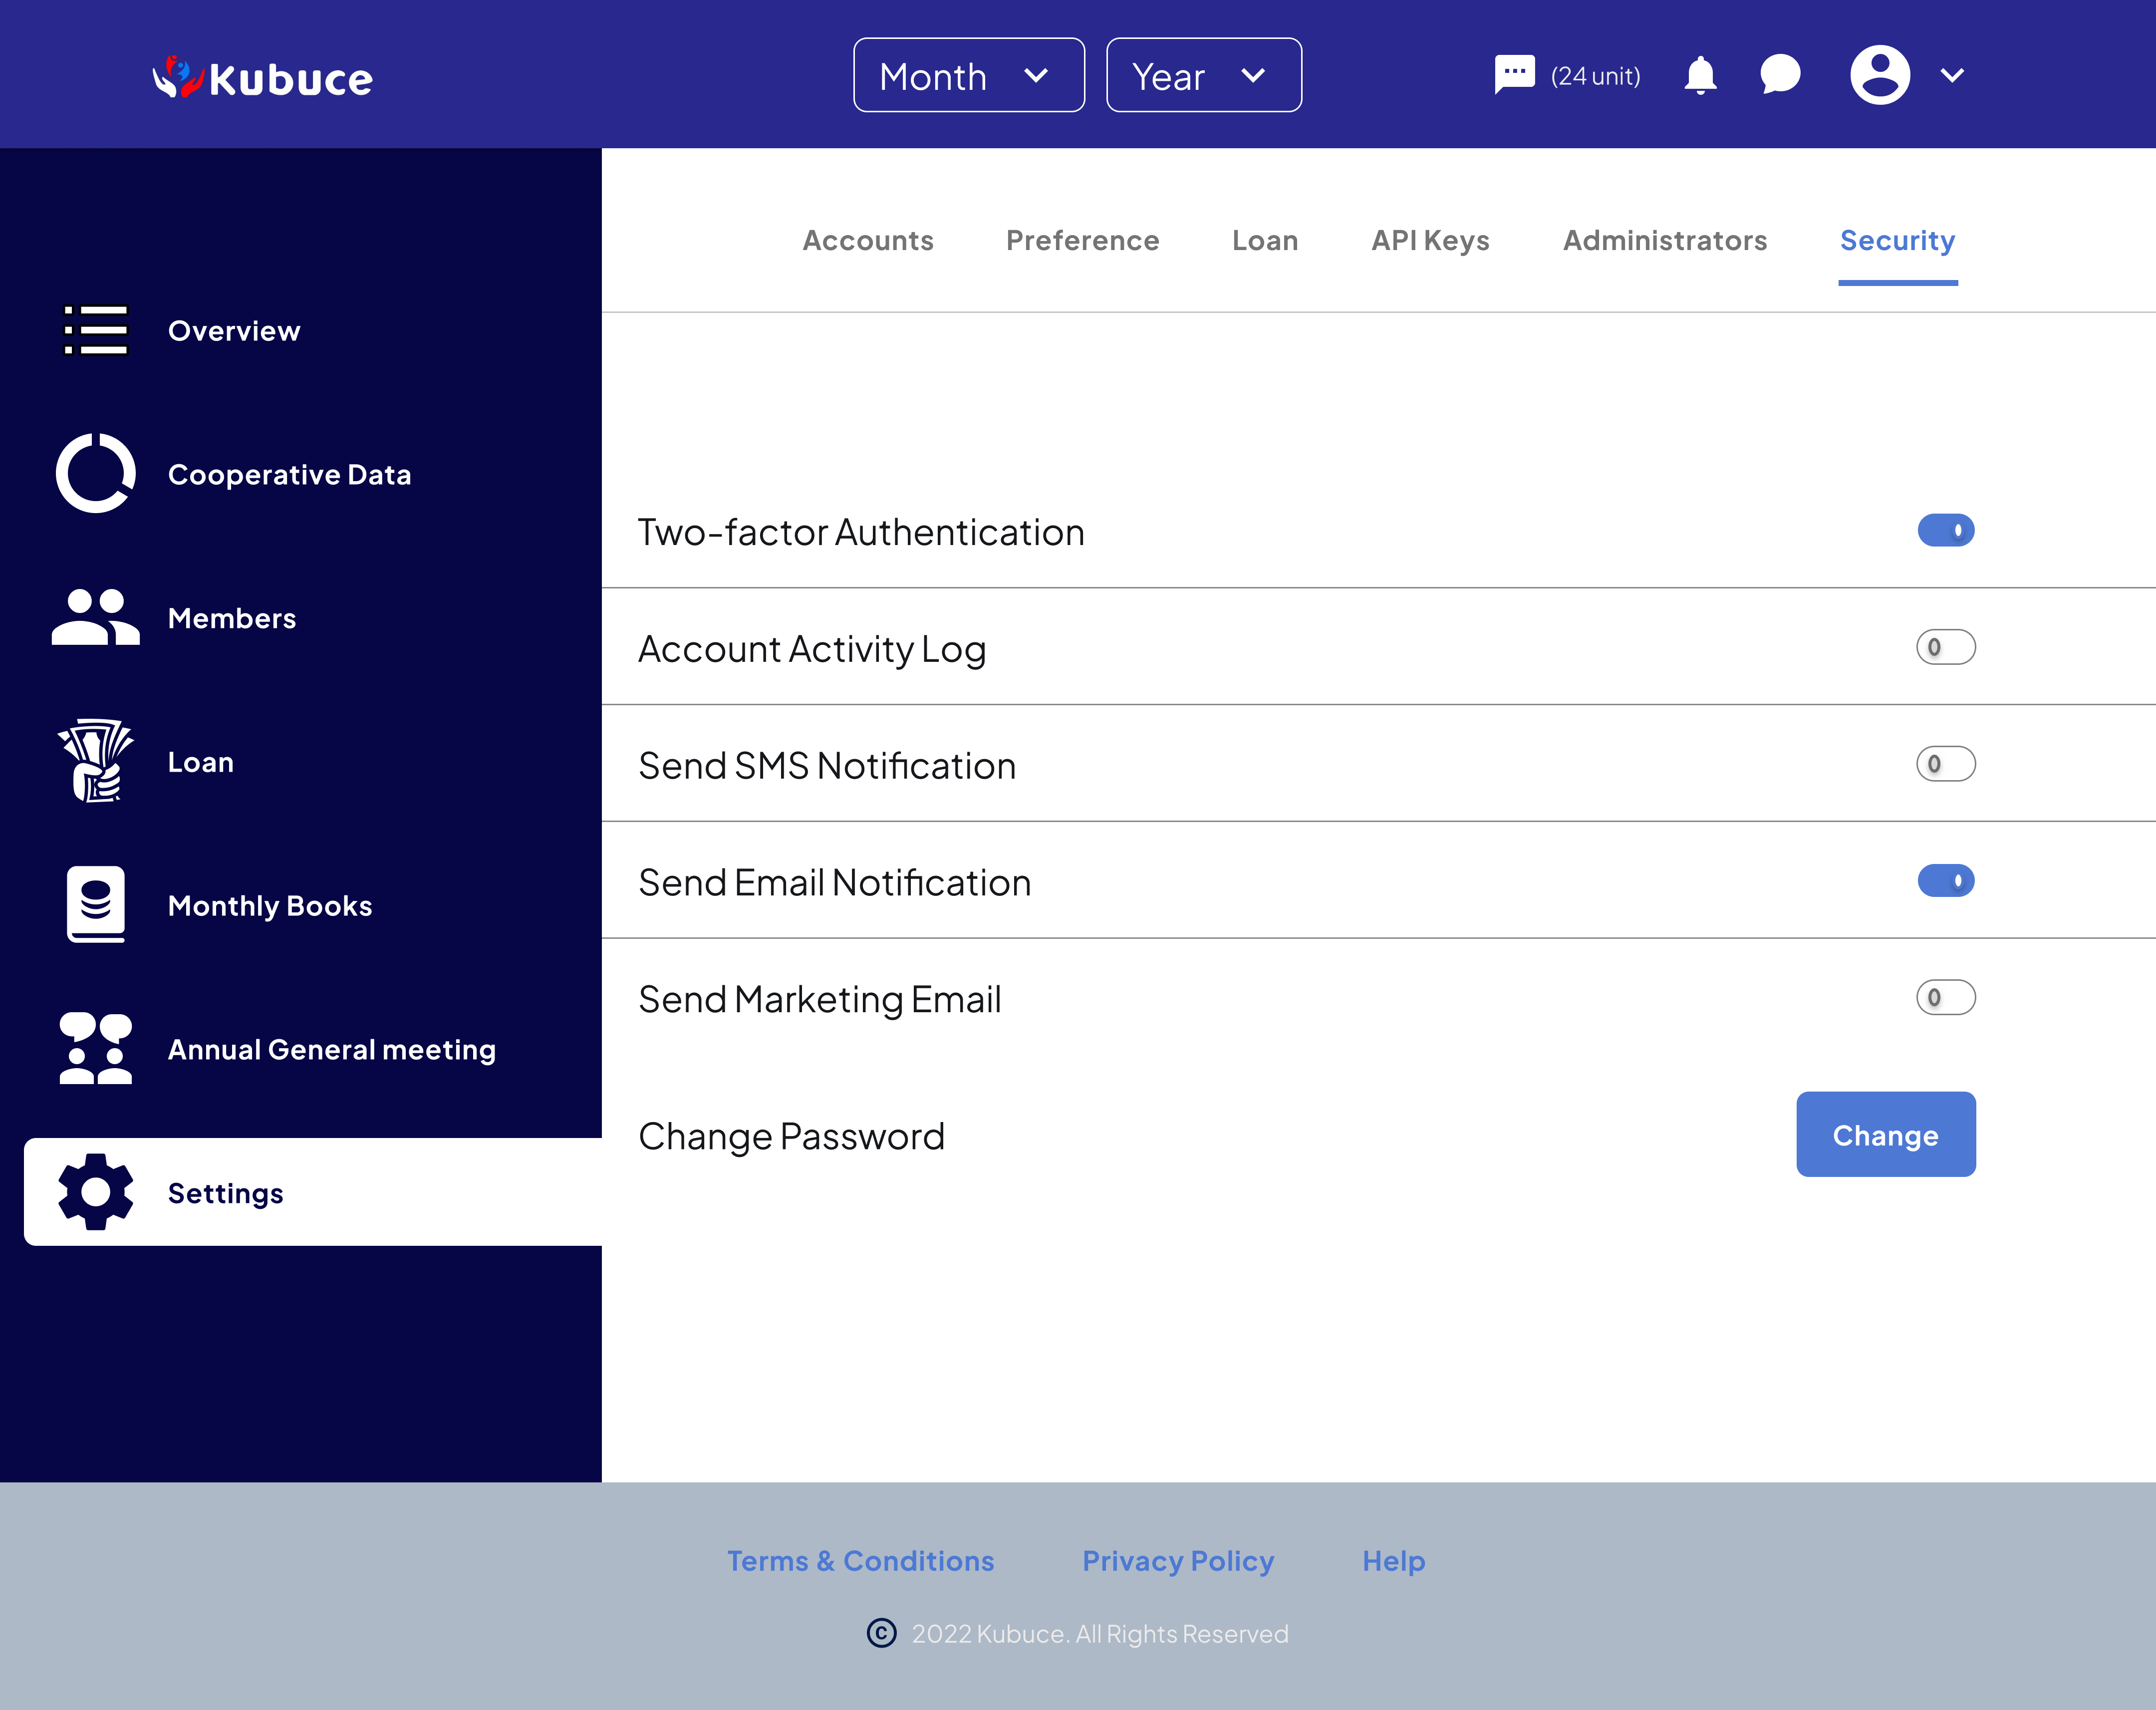 Kubuce
Month
Year
(24 unit)
Accounts
Preference
Loan
API Keys
Administrators
Security
Overview
Cooperative Data
Members
Loan
Monthly Books
Annual General meeting
Settings
Two-factor Authentication
Account Activity Log
Send SMS Notification
Send Email Notification
Send Marketing Email
Change Password
Change
Terms & Conditions
Privacy Policy
Help
© 2022 Kubuce. All Rights Reserved